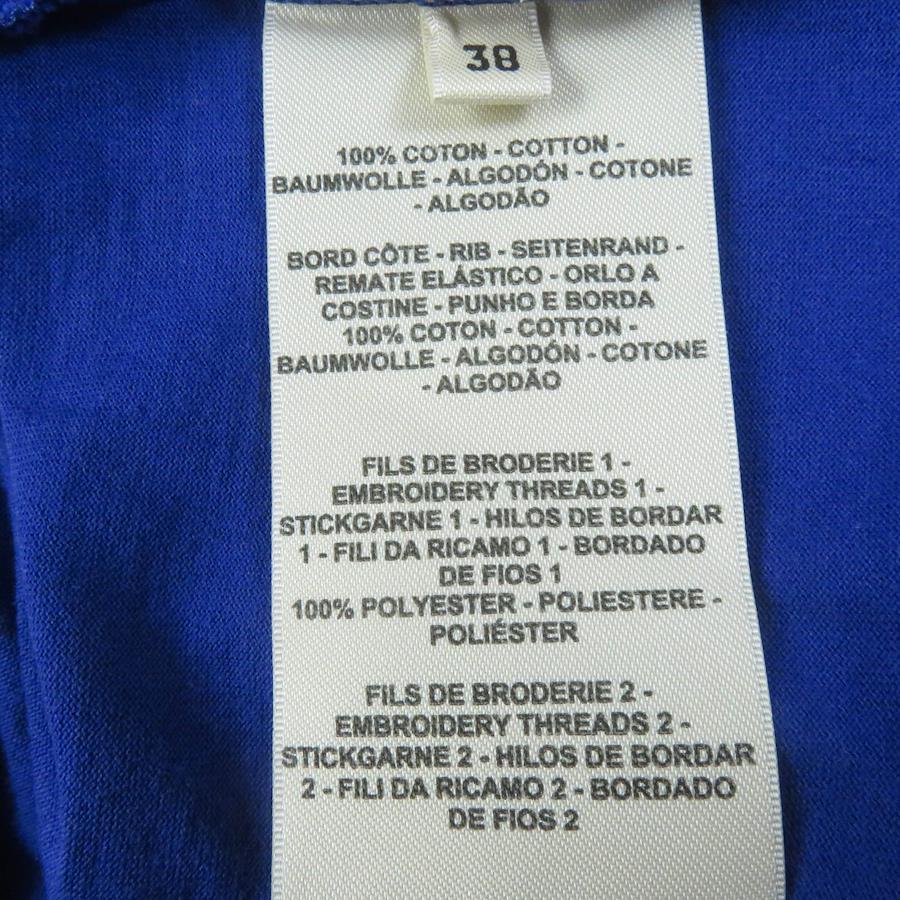 38
100% COTON - COTTON -
BAUMWOLLE - ALGODÓN - COTONE
- ALGODÃO
BORD CÔTE - RIB - SEITENRAND -
REMATE ELÁSTICO - ORLO A
COSTINE - PUNHO E BORDA
100% COTON - COTTON -
BAUMWOLLE - ALGODÓN - COTONE
- ALGODÃO
FILS DE BRODERIE 1 -
EMBROIDERY THREADS 1 -
STICKGARNE 1 - HILOS DE BORDAR
1 - FILI DA RICAMO 1 - BORDADO
DE FIOS 1
100% POLYESTER - POLIESTERE -
POLIÉSTER
FILS DE BRODERIE 2 -
EMBROIDERY THREADS 2 -
STICKGARNE 2 - HILOS DE BORDAR
2 - FILI DA RICAMO 2 - BORDADO
DE FIOS 2